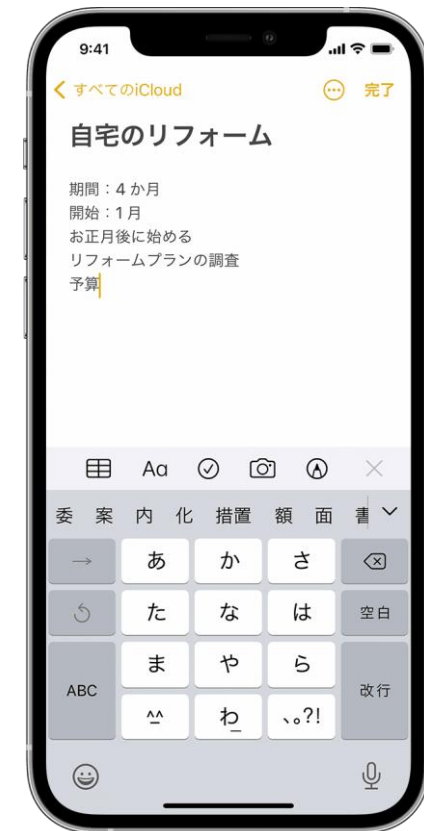 9:41
すべてのiCloud 完了
自宅のリフォーム
期間：4か月
開始：1月
お正月後に始める
リフォームプランの調査
予算
Aa
委 案 内 化 措置 額 面 書
→ あ か さ
た な は 空白
ABC ま や ら 改行
^^ わ_ 、。?!